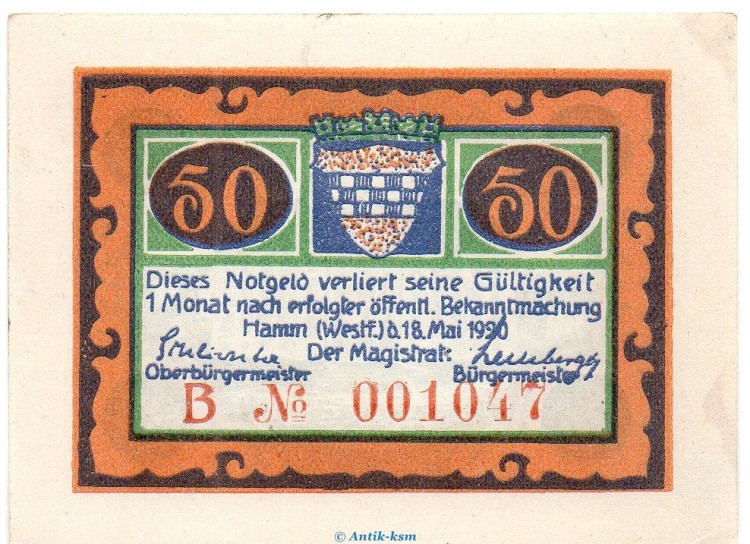 50 50
Dieses Notgeld verliert seine Gültigkeit
1 Monat nach erfolgter öffentl. Bekanntmachung
Hamm (Westf.) d. 18. Mai 1920
Der Magistrat:
Oberbürgermeister Bürgermeister
B № 001047
© Antik-ksm